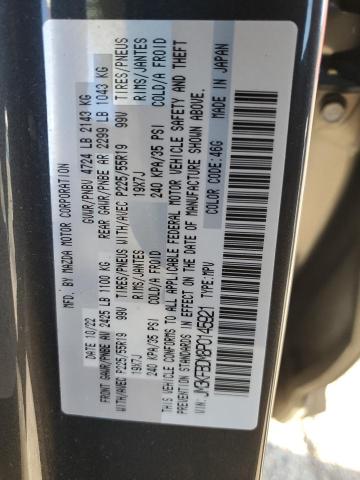 MFD. BY MAZDA MOTOR CORPORATION
DATE 10/22 GVWR/PNBV 4724 LB 2143 KG
FRONT GAWR/PNBE AV 2425 LB 1100 KG REAR GAWR/PNBE AR 2299 LB 1043 KG
WITH/AVEC P225/55R19 99V TIRES/PNEUS WITH/AVEC P225/55R19 99V TIRES/PNEUS
19X7J RIMS/JANTES 19X7J RIMS/JANTES
240 KPA/35 PSI COLD/A FROID 240 KPA/35 PSI COLD/A FROID
THIS VEHICLE CONFORMS TO ALL APPLICABLE FEDERAL MOTOR VEHICLE SAFETY AND THEFT
PREVENTION STANDARDS IN EFFECT ON THE DATE OF MANUFACTURE SHOWN ABOVE.
TYPE:MPV COLOR CODE:46G MADE IN JAPAN